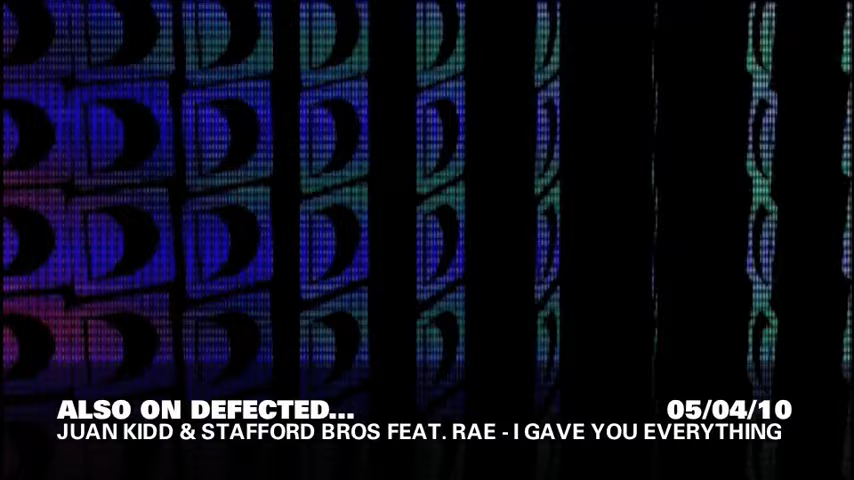 ALSO ON DEFECTED... 05/04/10
JUAN KIDD & STAFFORD BROS FEAT. RAE - I GAVE YOU EVERYTHING